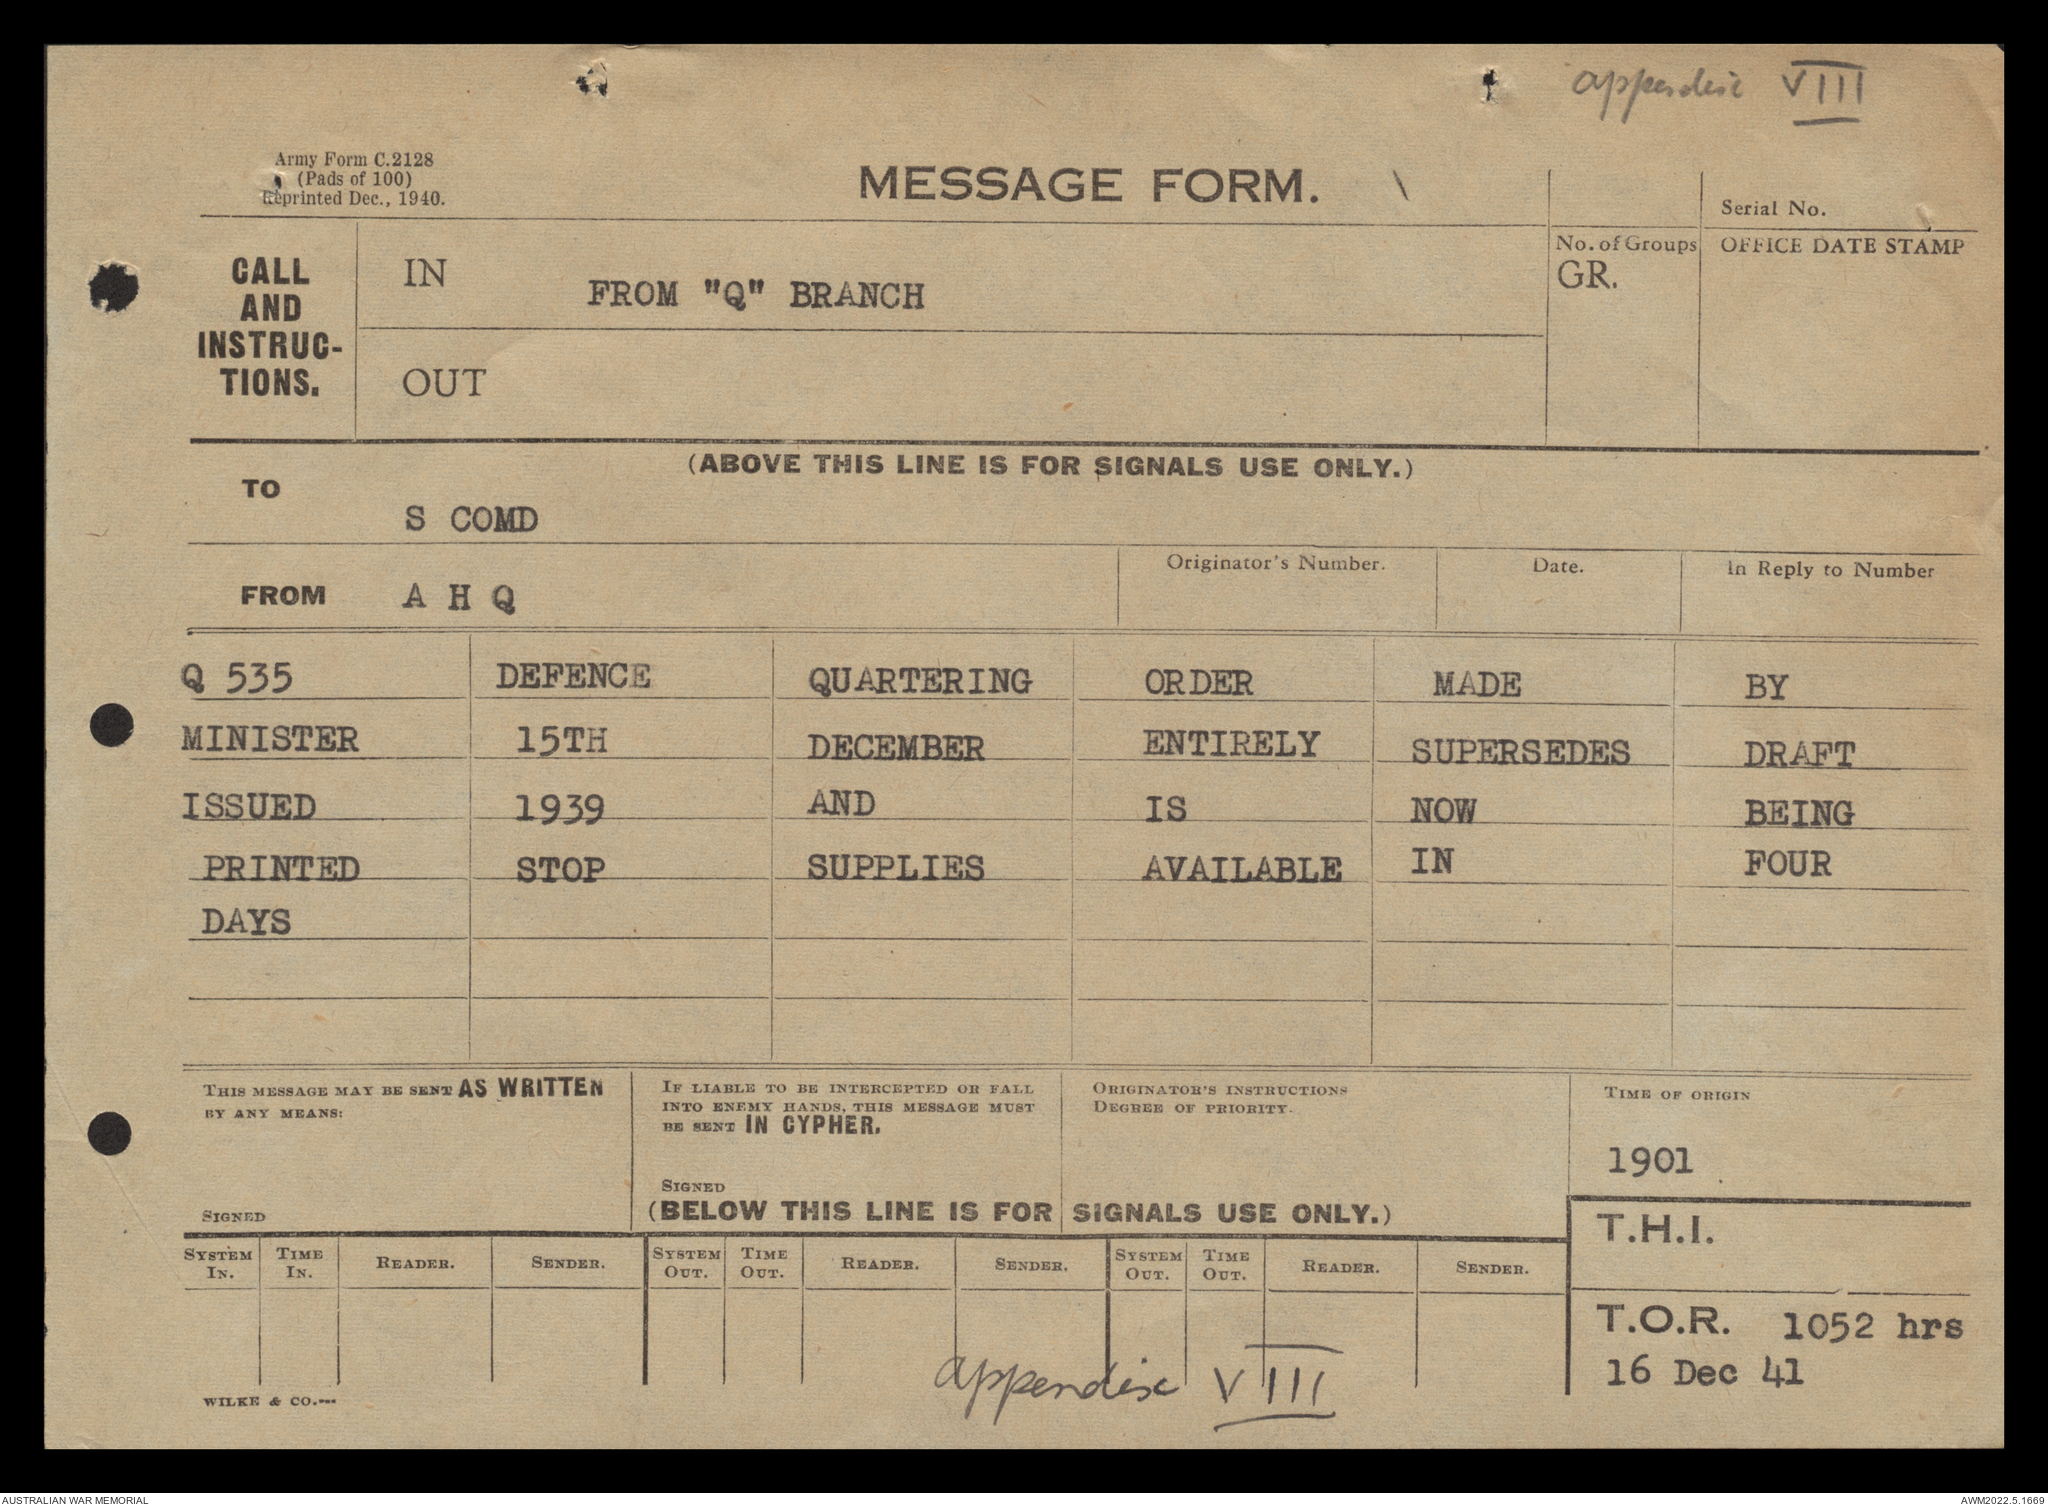 appendix VIII
Army Form C.2128
(Pads of 100)
Reprinted Dec., 1940.
MESSAGE FORM.
Serial No.
CALL
AND
INSTRUC-
TIONS.
IN
FROM "Q" BRANCH
OUT
No. of Groups
GR.
OFFICE DATE STAMP
(ABOVE THIS LINE IS FOR SIGNALS USE ONLY.)
TO
S COMD
FROM A H Q
Originator's Number.
Date.
In Reply to Number
Q 535 DEFENCE QUARTERING ORDER MADE BY
MINISTER 15TH DECEMBER ENTIRELY SUPERSEDES DRAFT
ISSUED 1939 AND IS NOW BEING
PRINTED STOP SUPPLIES AVAILABLE IN FOUR
DAYS
THIS MESSAGE MAY BE SENT AS WRITTEN
BY ANY MEANS:
SIGNED
IF LIABLE TO BE INTERCEPTED OR FALL
INTO ENEMY HANDS, THIS MESSAGE MUST
BE SENT IN CYPHER.
SIGNED
ORIGINATOR'S INSTRUCTIONS
DEGREE OF PRIORITY.
TIME OF ORIGIN
1901
(BELOW THIS LINE IS FOR SIGNALS USE ONLY.)
T.H.I.
SYSTEM IN. TIME IN. READER. SENDER. SYSTEM OUT. TIME OUT. READER. SENDER. SYSTEM OUT. TIME OUT. READER. SENDER.
T.O.R. 1052 hrs
16 Dec 41
appendix VIII
WILKE & CO.---
AUSTRALIAN WAR MEMORIAL
AWM2022.5.1669